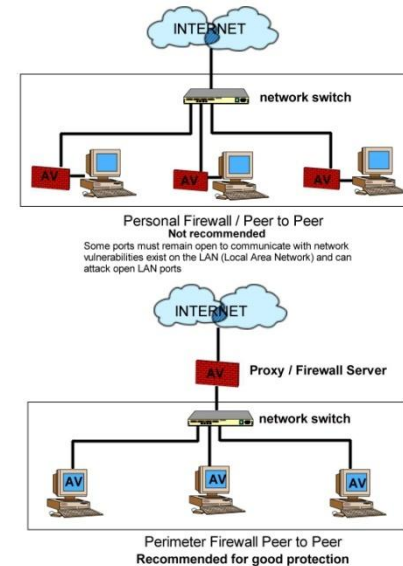 INTERNET
network switch
AV
AV
AV
Personal Firewall / Peer to Peer
Not recommended
Some ports must remain open to communicate with network
vulnerabilities exist on the LAN (Local Area Network) and can
attack open LAN ports
INTERNET
AV
Proxy / Firewall Server
network switch
AV
AV
AV
Perimeter Firewall Peer to Peer
Recommended for good protection